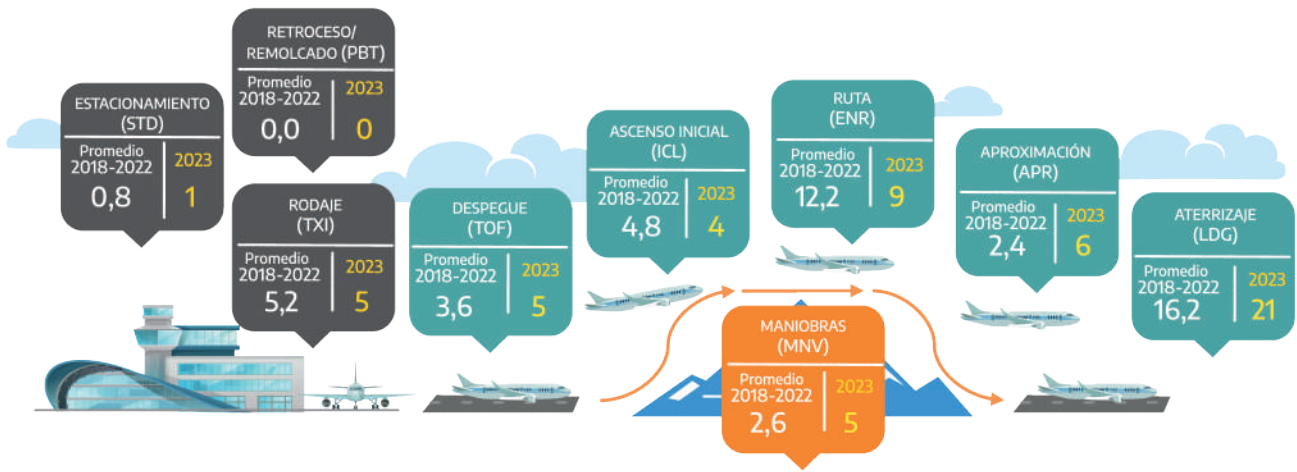 ESTACIONAMIENTO
(STD)
Promedio
2018-2022
0,8
2023
1
RETROCESO/
REMOLCADO (PBT)
Promedio
2018-2022
0,0
2023
0
RODAJE
(TXI)
Promedio
2018-2022
5,2
2023
5
DESPEGUE
(TOF)
Promedio
2018-2022
3,6
2023
5
ASCENSO INICIAL
(ICL)
Promedio
2018-2022
4,8
2023
4
RUTA
(ENR)
Promedio
2018-2022
12,2
2023
9
MANIOBRAS
(MNV)
Promedio
2018-2022
2,6
2023
5
APROXIMACIÓN
(APR)
Promedio
2018-2022
2,4
2023
6
ATERRIZAJE
(LDG)
Promedio
2018-2022
16,2
2023
21